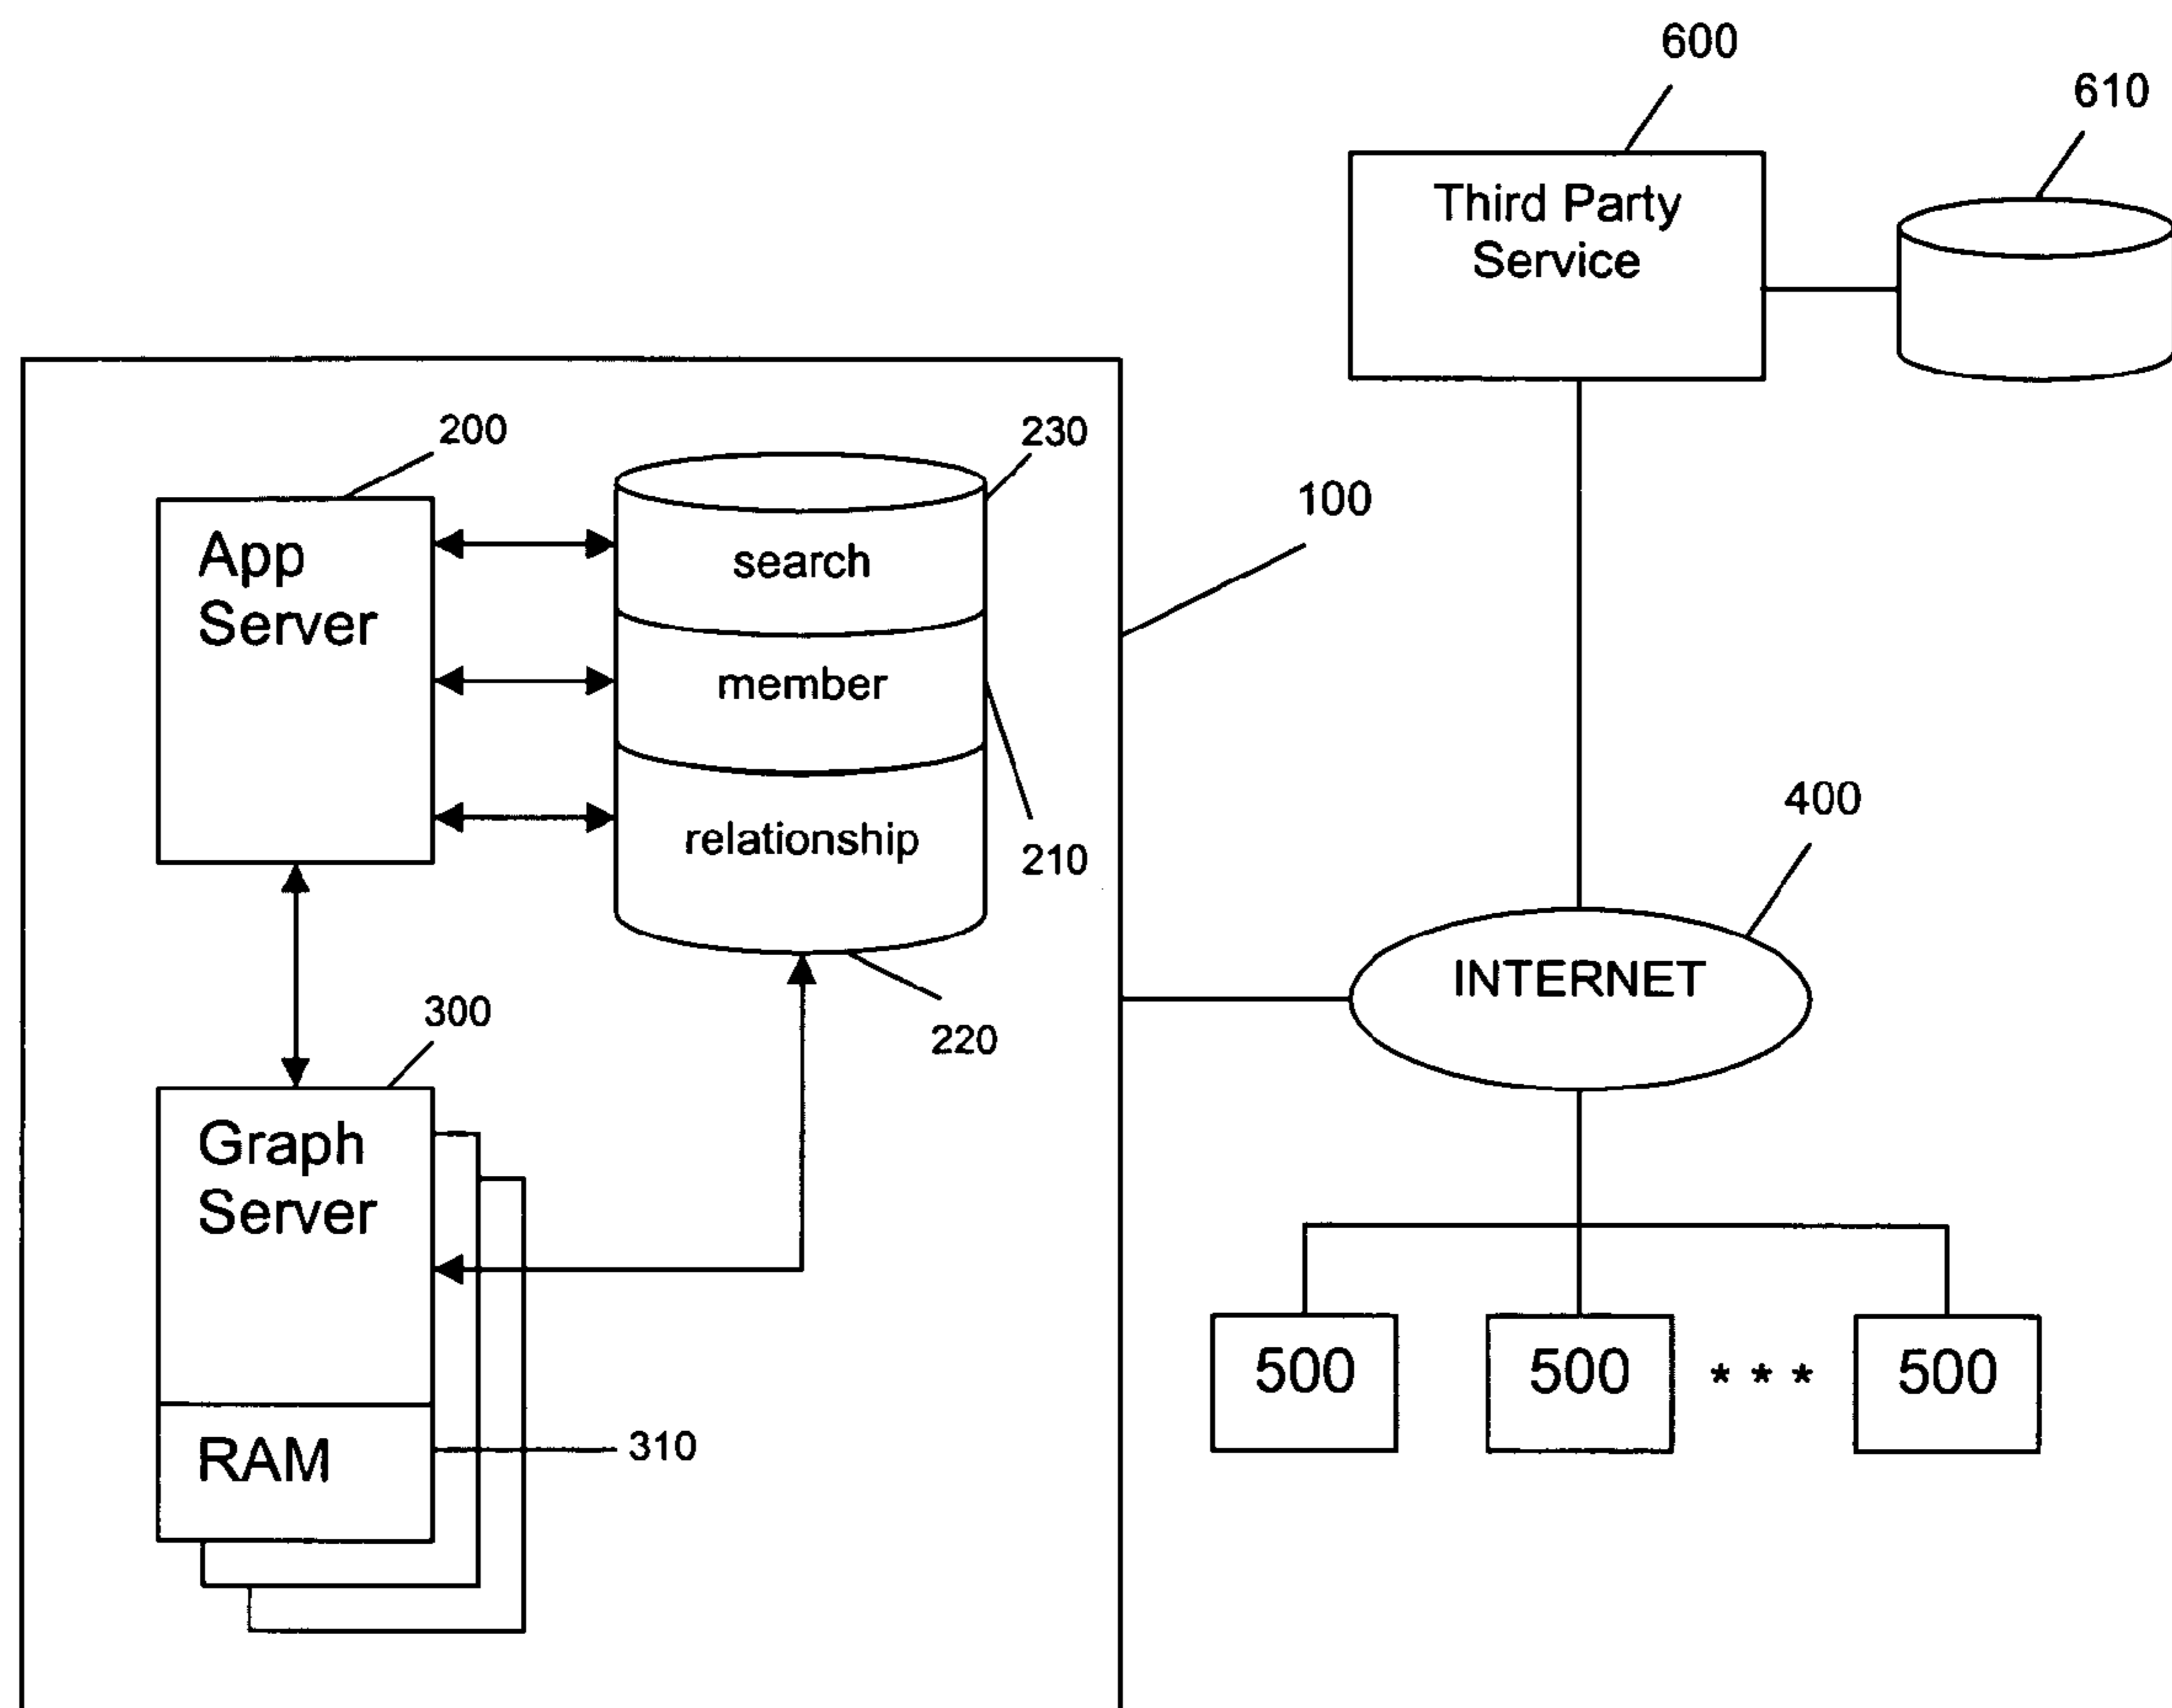 600
610
Third Party
Service
200
230
100
App
Server
search
member
relationship
210
400
INTERNET
300
220
Graph
Server
RAM
310
500
500
* * *
500